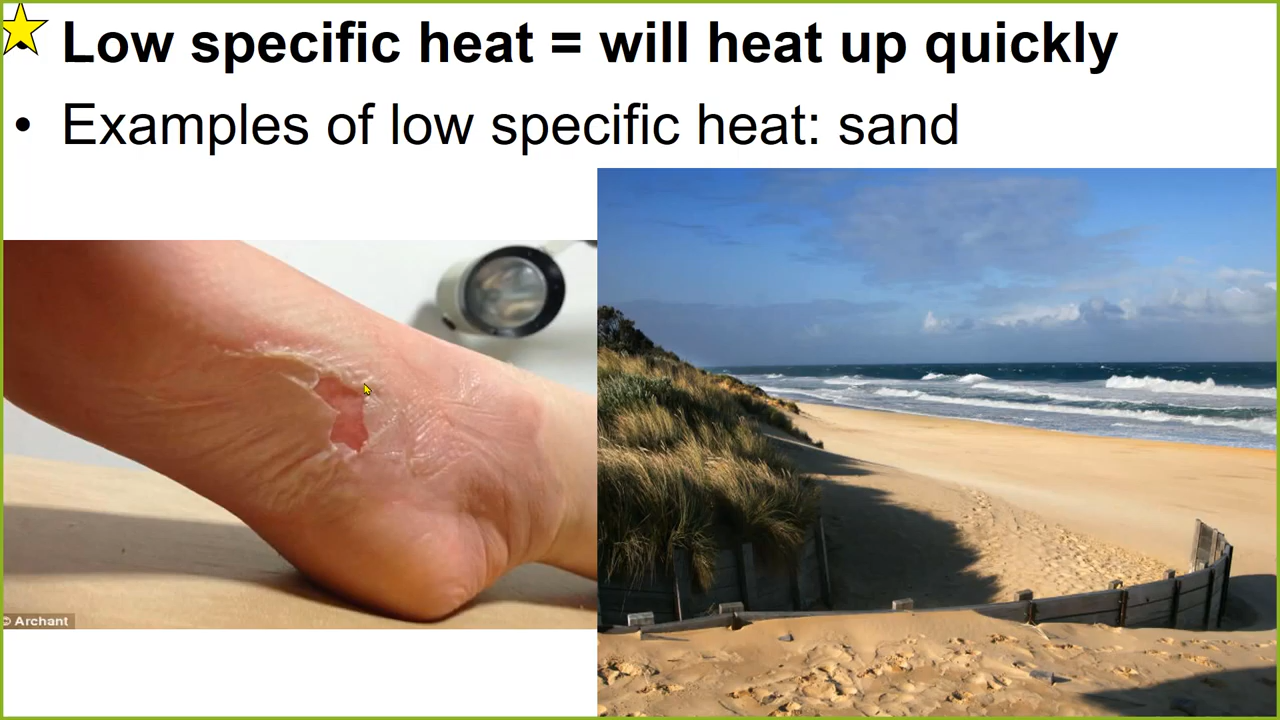 Low specific heat = will heat up quickly
• Examples of low specific heat: sand
© Archant